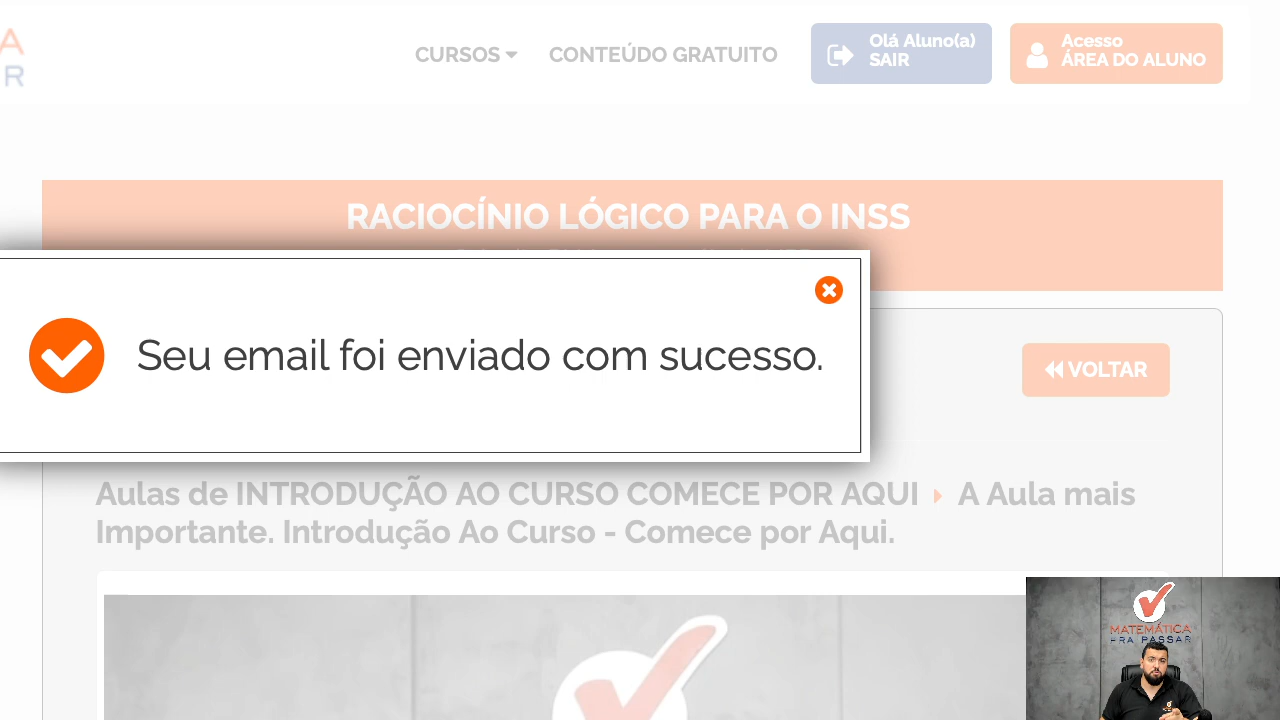 A
AR
CURSOS
CONTEÚDO GRATUITO
Olá Aluno(a)
SAIR
Acesso
ÁREA DO ALUNO
RACIOCÍNIO LÓGICO PARA O INSS
Seu email foi enviado com sucesso.
VOLTAR
Aulas de INTRODUÇÃO AO CURSO COMECE POR AQUI A Aula mais
Importante. Introdução Ao Curso - Comece por Aqui.
MATEMÁTICA
PRA PASSAR